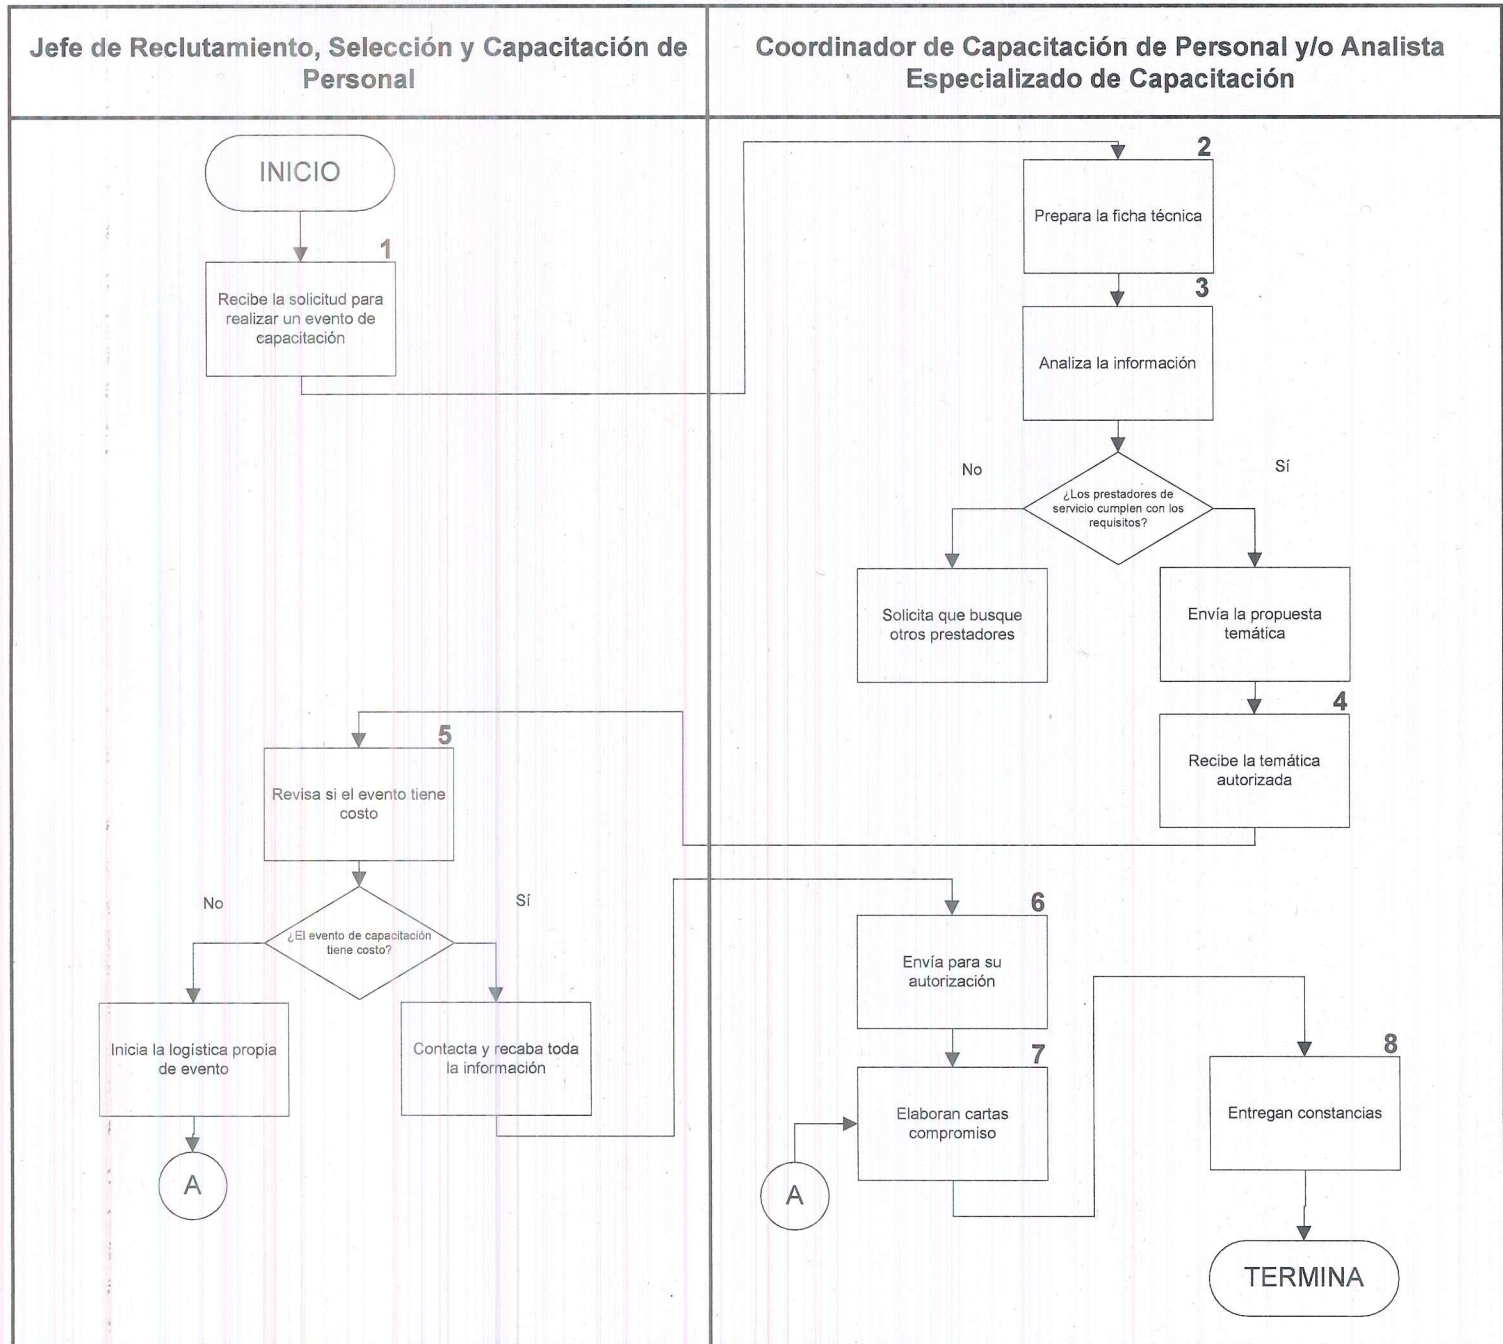 Jefe de Reclutamiento, Selección y Capacitación de
Personal
Coordinador de Capacitación de Personal y/o Analista
Especializado de Capacitación
INICIO
1
Recibe la solicitud para
realizar un evento de
capacitación
2
Prepara la ficha técnica
3
Analiza la información
No
Sí
¿Los prestadores de
servicio cumplen con los
requisitos?
Solicita que busque
otros prestadores
Envía la propuesta
temática
4
Recibe la temática
autorizada
5
Revisa si el evento tiene
costo
No
Sí
¿El evento de capacitación
tiene costo?
Inicia la logística propia
de evento
Contacta y recaba toda
la información
A
6
Envía para su
autorización
7
Elaboran cartas
compromiso
A
8
Entregan constancias
TERMINA